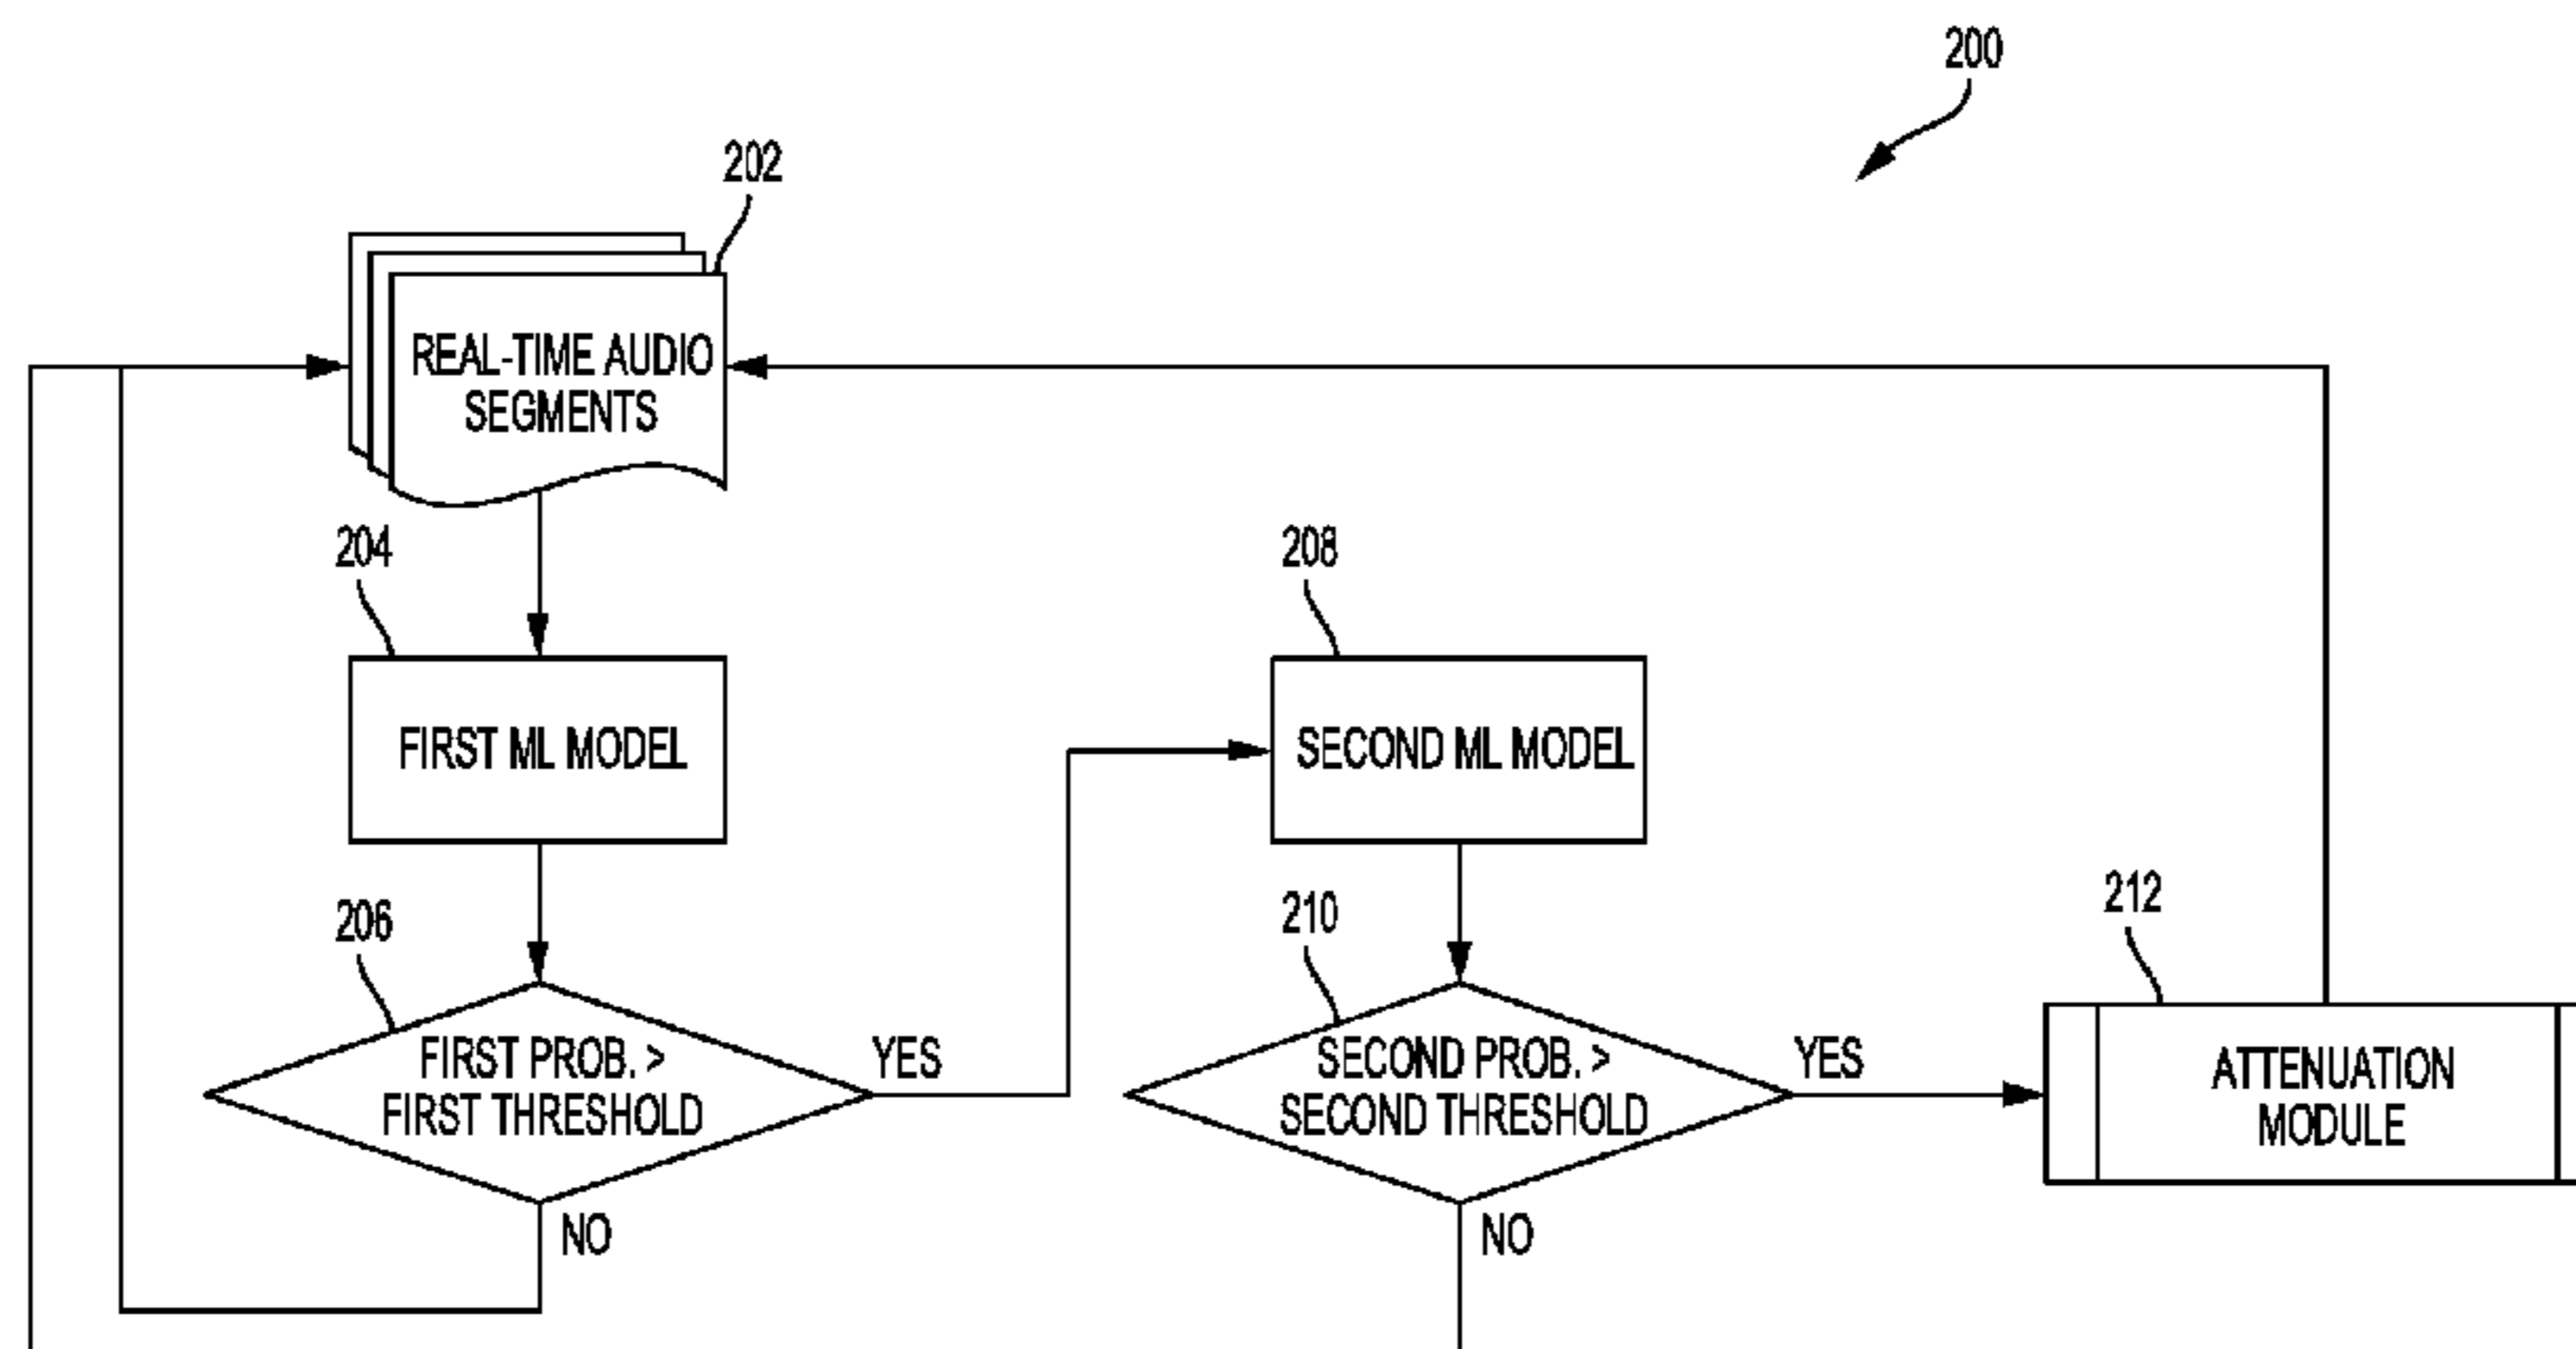 200
202
REAL-TIME AUDIO
SEGMENTS
204
FIRST ML MODEL
206
FIRST PROB. >
FIRST THRESHOLD
YES
NO
208
SECOND ML MODEL
210
SECOND PROB. >
SECOND THRESHOLD
YES
NO
212
ATTENUATION
MODULE